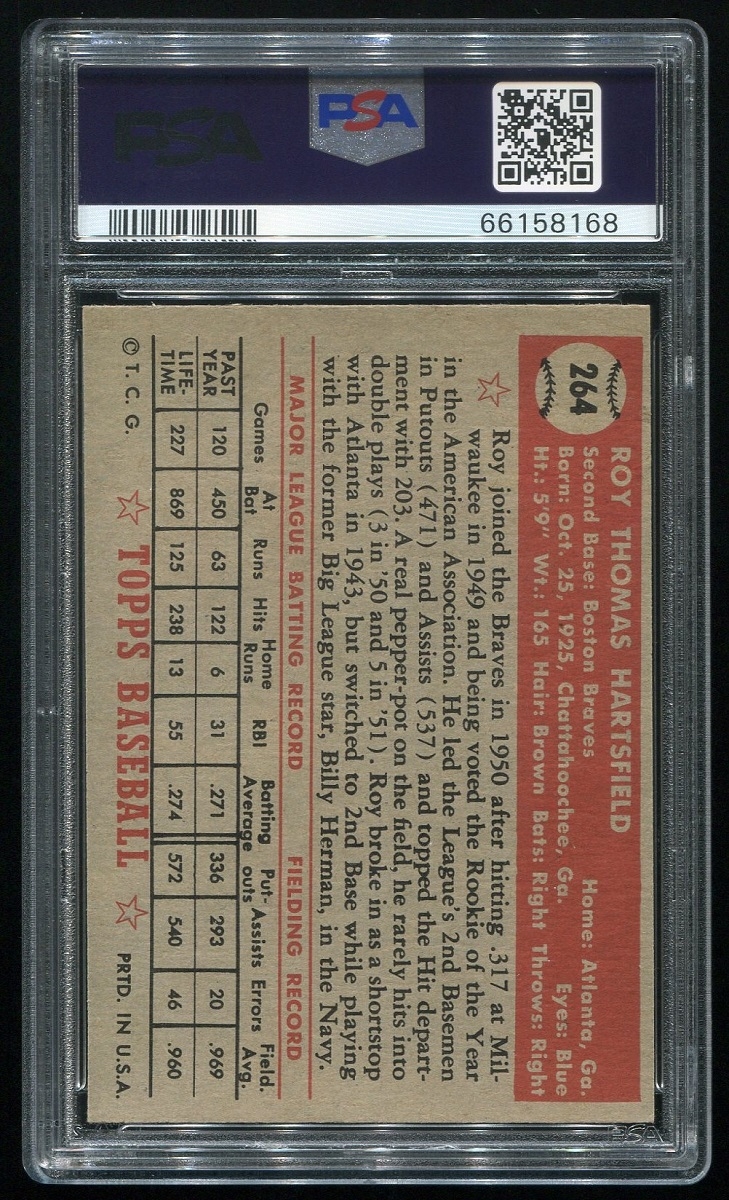 PSA
PSA
66158168
264
ROY THOMAS HARTSFIELD
Second Base: Boston Braves Home: Atlanta, Ga.
Born: Oct. 25, 1925, Chattahoochee, Ga. Eyes: Blue
Ht.: 5'9" Wt.: 165 Hair: Brown Bats: Right Throws: Right
Roy joined the Braves in 1950 after hitting .317 at Mil-
waukee in 1949 and being voted the Rookie of the Year
in the American Association. He led the League's 2nd Basemen
in Putouts (471) and Assists (537) and topped the Hit depart-
ment with 203. A real pepper-pot on the field, he rarely hits into
double plays (3 in '50 and 5 in '51). Roy broke in as a shortstop
with Atlanta in 1943, but switched to 2nd Base while playing
with the former Big League star, Billy Herman, in the Navy.
MAJOR LEAGUE BATTING RECORD FIELDING RECORD
Games At Bat Runs Hits Home Runs RBI Batting Average Put-outs Assists Errors Field. Avg.
PAST YEAR 120 450 63 122 6 31 .271 336 293 20 .969
LIFE-TIME 227 869 125 238 13 55 .274 572 540 46 .960
© T. C. G. TOPPS BASEBALL PRTD. IN U.S.A.
PSA